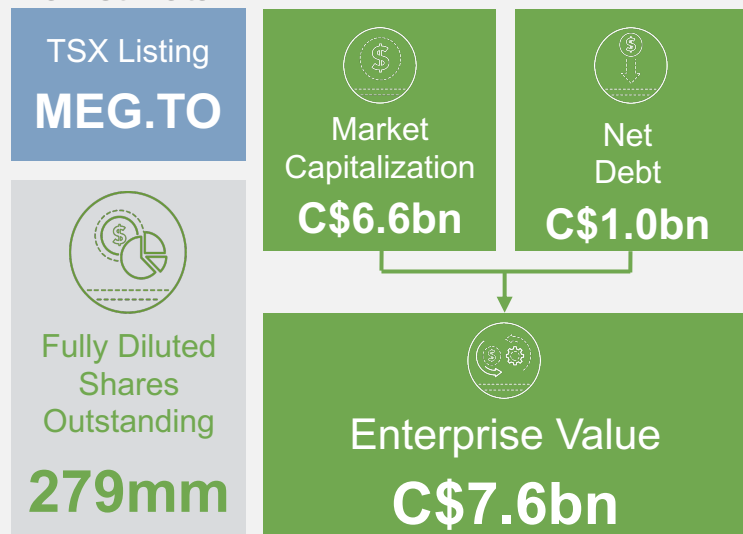 TSX Listing
MEG.TO
Market
Capitalization
C$6.6bn
Net
Debt
C$1.0bn
Fully Diluted
Shares
Outstanding
279mm
Enterprise Value
C$7.6bn